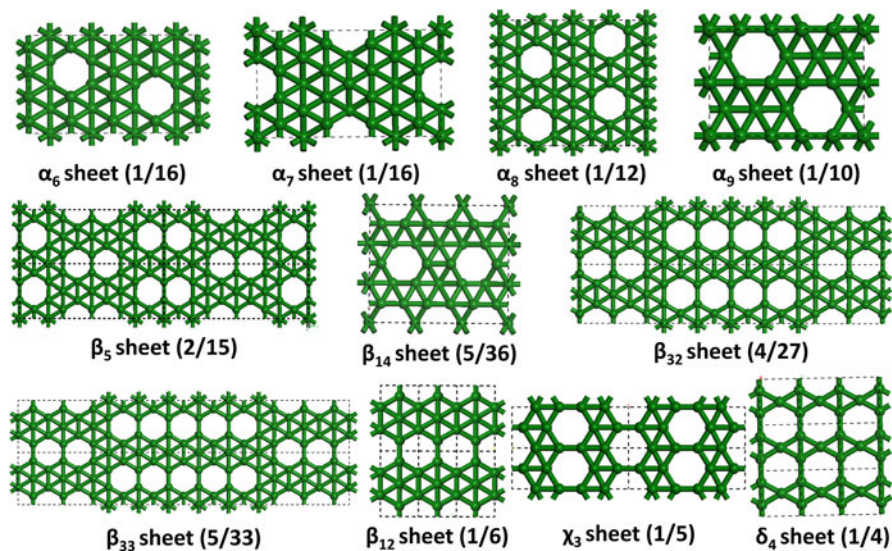 α₆ sheet (1/16)
α₇ sheet (1/16)
α₈ sheet (1/12)
α₉ sheet (1/10)
β₅ sheet (2/15)
β₁₄ sheet (5/36)
β₃₂ sheet (4/27)
β₃₃ sheet (5/33)
β₁₂ sheet (1/6)
χ₃ sheet (1/5)
δ₄ sheet (1/4)